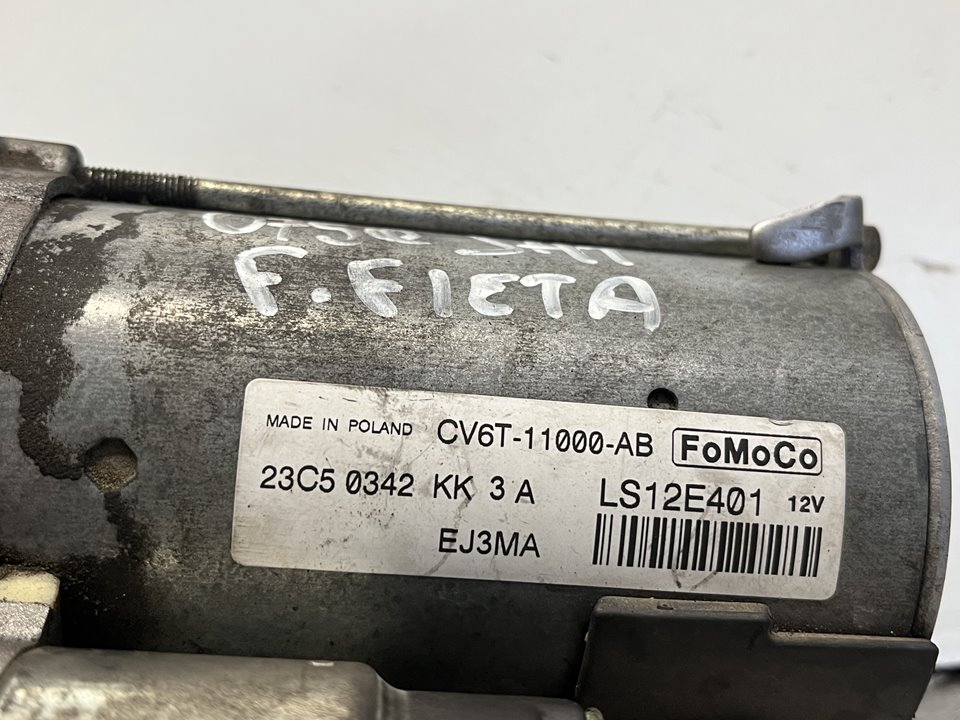 F.FIETA
MADE IN POLAND CV6T-11000-AB FoMoCo
23C5 0342 KK 3 A LS12E401 12V
EJ3MA